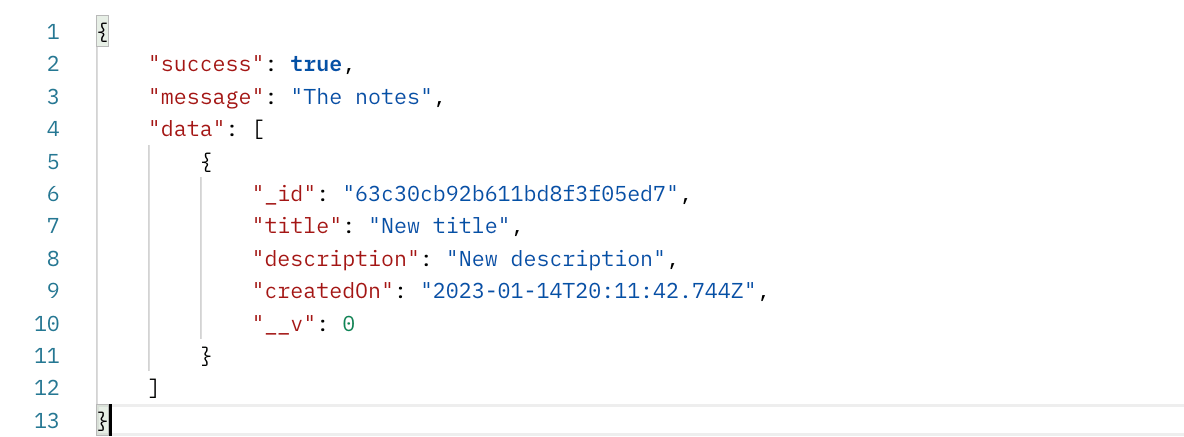 1 {
2     "success": true,
3     "message": "The notes",
4     "data": [
5         {
6             "_id": "63c30cb92b611bd8f3f05ed7",
7             "title": "New title",
8             "description": "New description",
9             "createdOn": "2023-01-14T20:11:42.744Z",
10             "__v": 0
11         }
12     ]
13 }